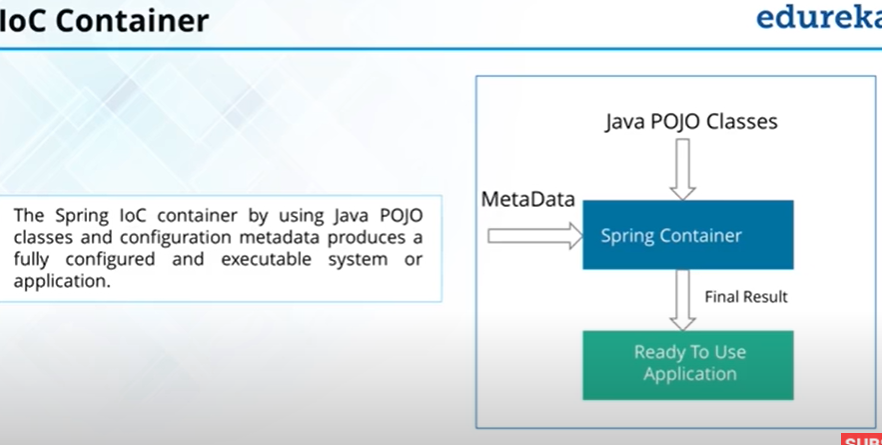 IoC Container
edureka
Java POJO Classes
MetaData
The Spring IoC container by using Java POJO
classes and configuration metadata produces a
fully configured and executable system or
application.
Spring Container
Final Result
Ready To Use
Application
SUB